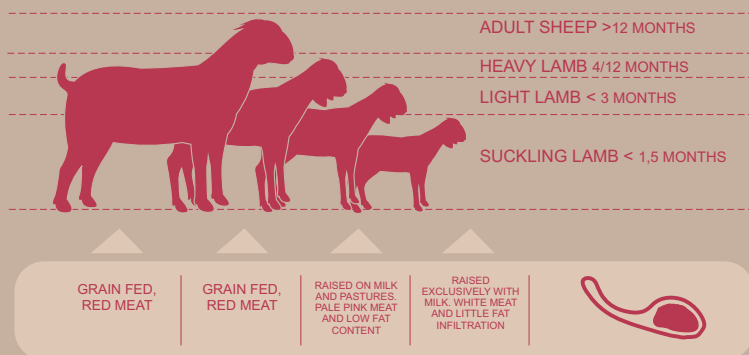 ADULT SHEEP >12 MONTHS
HEAVY LAMB 4/12 MONTHS
LIGHT LAMB < 3 MONTHS
SUCKLING LAMB < 1,5 MONTHS
GRAIN FED,
RED MEAT
GRAIN FED,
RED MEAT
RAISED ON MILK
AND PASTURES.
PALE PINK MEAT
AND LOW FAT
CONTENT
RAISED
EXCLUSIVELY WITH
MILK. WHITE MEAT
AND LITTLE FAT
INFILTRATION